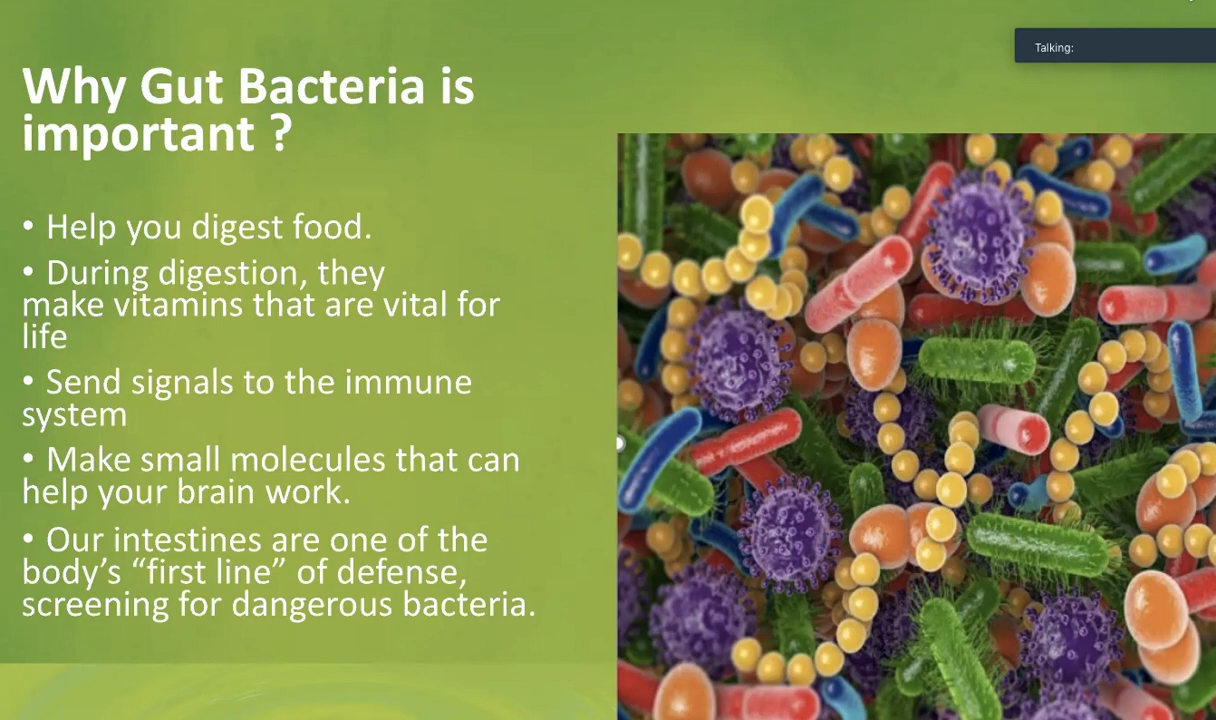 Talking:
Why Gut Bacteria is
important ?
• Help you digest food.
• During digestion, they
make vitamins that are vital for
life
• Send signals to the immune
system
• Make small molecules that can
help your brain work.
• Our intestines are one of the
body’s “first line” of defense,
screening for dangerous bacteria.